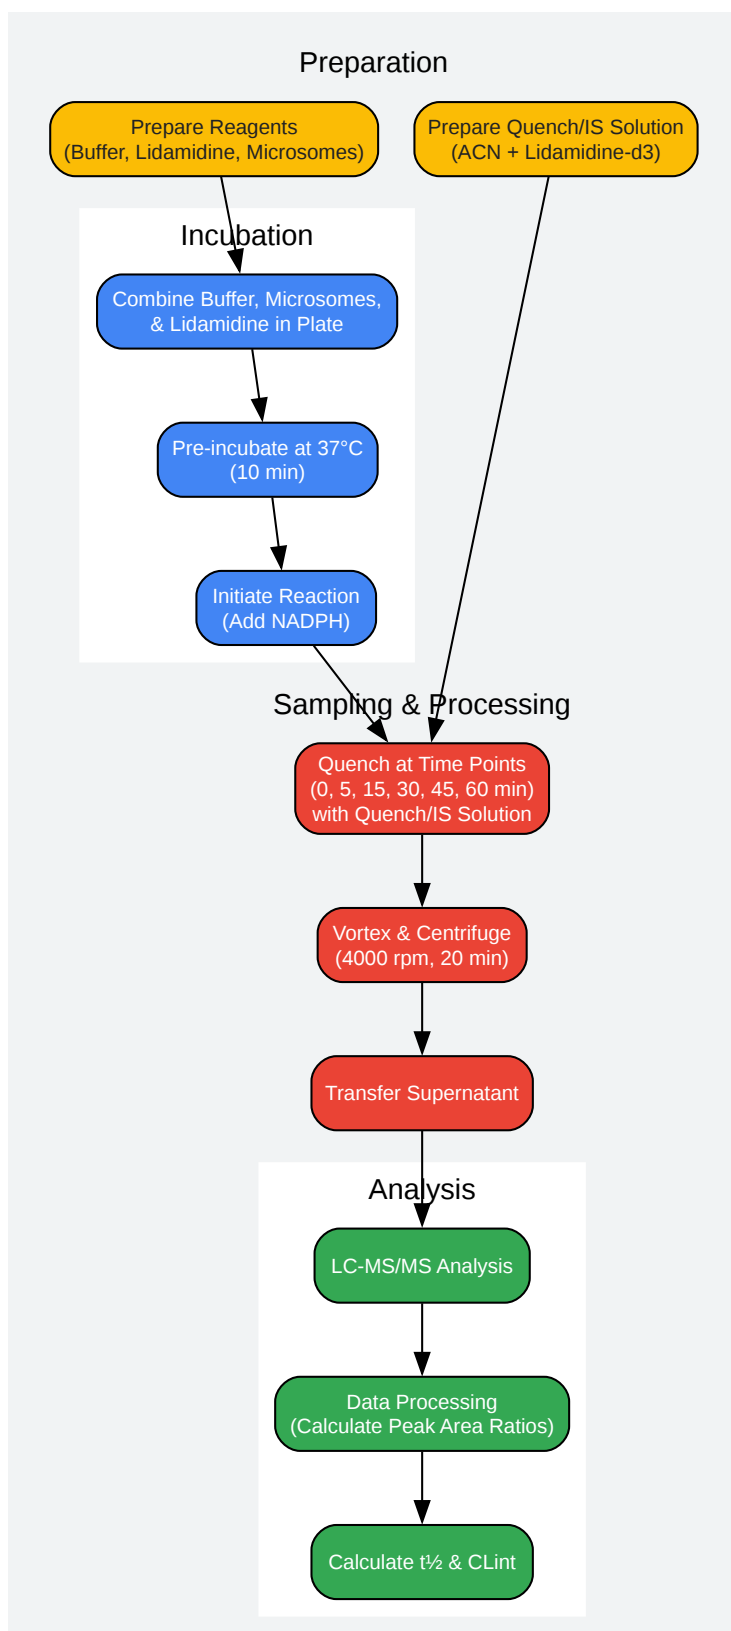 Preparation
Prepare Reagents
(Buffer, Lidamidine, Microsomes)
Prepare Quench/IS Solution
(ACN + Lidamidine-d3)
Incubation
Combine Buffer, Microsomes,
& Lidamidine in Plate
Pre-incubate at 37°C
(10 min)
Initiate Reaction
(Add NADPH)
Sampling & Processing
Quench at Time Points
(0, 5, 15, 30, 45, 60 min)
with Quench/IS Solution
Vortex & Centrifuge
(4000 rpm, 20 min)
Transfer Supernatant
Analysis
LC-MS/MS Analysis
Data Processing
(Calculate Peak Area Ratios)
Calculate t½ & CLint